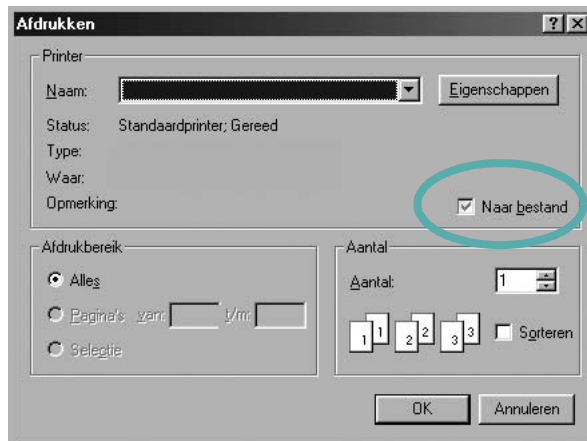 Afdrukken
Printer
Naam:
Eigenschappen
Status: Standaardprinter; Gereed
Type:
Waar:
Opmerking:
Naar bestand
Afdrukbereik
Alles
Pagina's van: t/m:
Selectie
Aantal
Aantal: 1
1 1 2 2 3 3
Sorteren
OK Annuleren